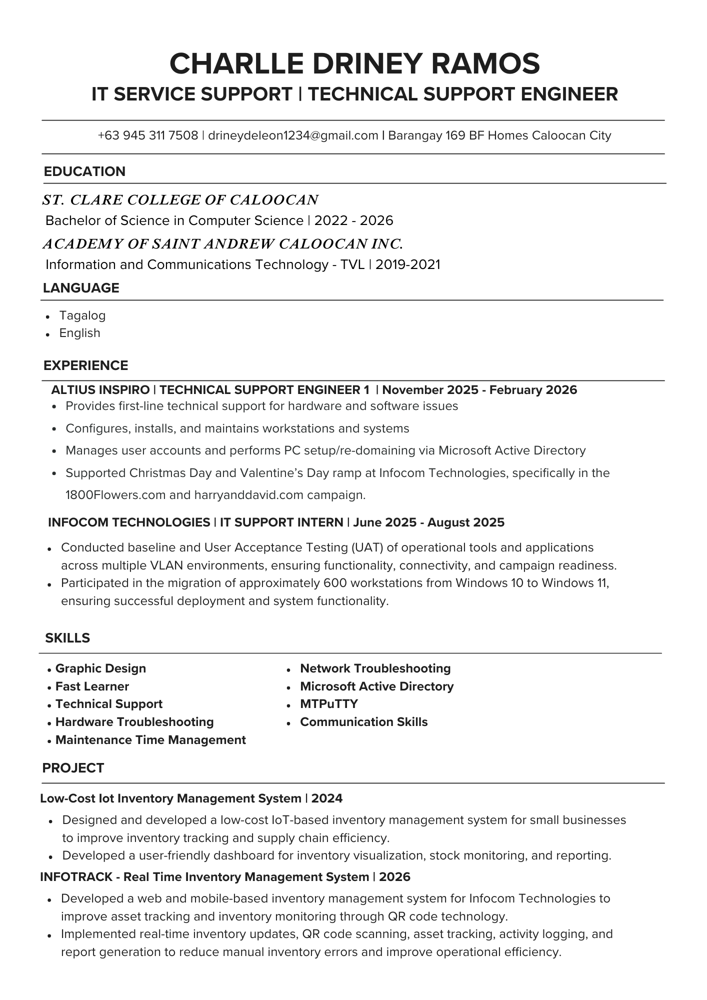 CHARLLE DRINEY RAMOS
IT SERVICE SUPPORT | TECHNICAL SUPPORT ENGINEER
+63 945 311 7508 | drineydeleon1234@gmail.com | Barangay 169 BF Homes Caloocan City
EDUCATION
ST. CLARE COLLEGE OF CALOOCAN
Bachelor of Science in Computer Science | 2022 - 2026
ACADEMY OF SAINT ANDREW CALOOCAN INC.
Information and Communications Technology - TVL | 2019-2021
LANGUAGE
• Tagalog
• English
EXPERIENCE
ALTIUS INSPIRO | TECHNICAL SUPPORT ENGINEER 1 | November 2025 - February 2026
• Provides first-line technical support for hardware and software issues
• Configures, installs, and maintains workstations and systems
• Manages user accounts and performs PC setup/re-domaining via Microsoft Active Directory
• Supported Christmas Day and Valentine’s Day ramp at Infocom Technologies, specifically in the
1800Flowers.com and harryanddavid.com campaign.
INFOCOM TECHNOLOGIES | IT SUPPORT INTERN | June 2025 - August 2025
• Conducted baseline and User Acceptance Testing (UAT) of operational tools and applications
across multiple VLAN environments, ensuring functionality, connectivity, and campaign readiness.
• Participated in the migration of approximately 600 workstations from Windows 10 to Windows 11,
ensuring successful deployment and system functionality.
SKILLS
• Graphic Design
• Fast Learner
• Technical Support
• Hardware Troubleshooting
• Maintenance Time Management
• Network Troubleshooting
• Microsoft Active Directory
• MTPuTTY
• Communication Skills
PROJECT
Low-Cost Iot Inventory Management System | 2024
• Designed and developed a low-cost IoT-based inventory management system for small businesses
to improve inventory tracking and supply chain efficiency.
• Developed a user-friendly dashboard for inventory visualization, stock monitoring, and reporting.
INFOTRACK - Real Time Inventory Management System | 2026
• Developed a web and mobile-based inventory management system for Infocom Technologies to
improve asset tracking and inventory monitoring through QR code technology.
• Implemented real-time inventory updates, QR code scanning, asset tracking, activity logging, and
report generation to reduce manual inventory errors and improve operational efficiency.